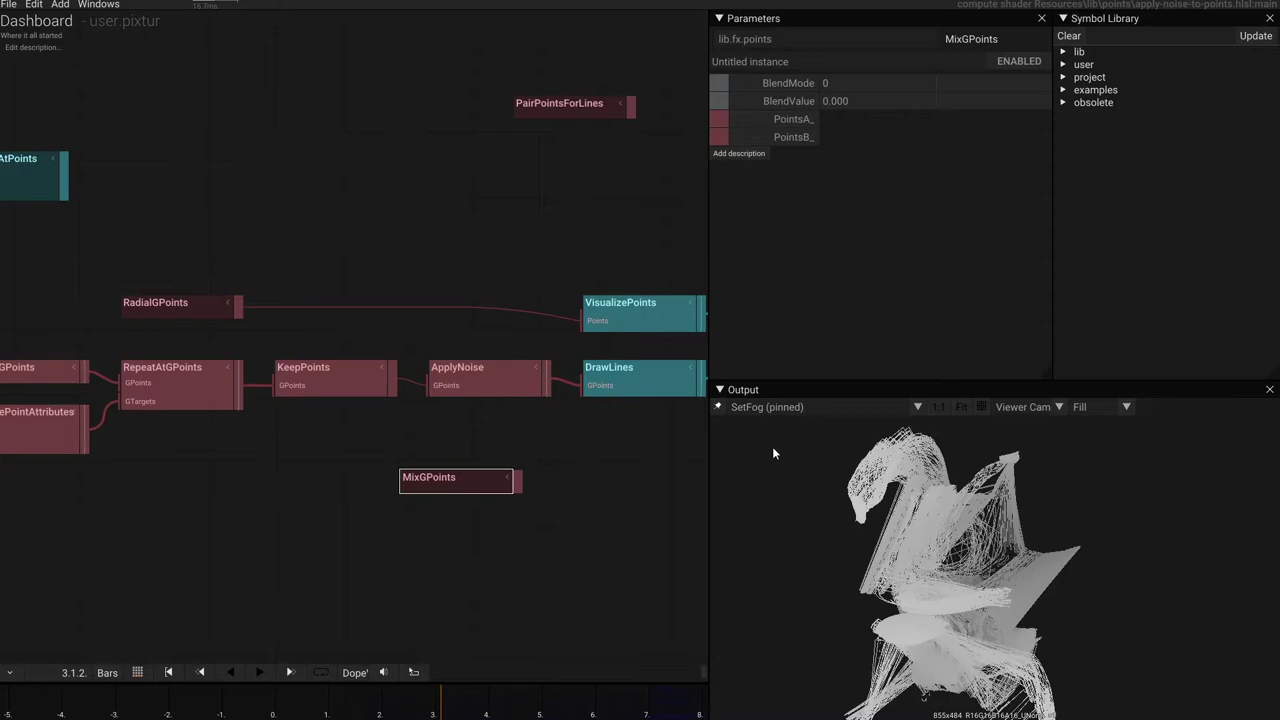 File Edit Add Windows
16.7ms
compute shader Resources\lib\points\apply-noise-to-points.hlsl:main
Dashboard - user.pixtur
Where it all started
Edit description...
Parameters
lib.fx.points MixGPoints
Untitled instance ENABLED
BlendMode 0
BlendValue 0.000
PointsA_
PointsB_
Add description
Symbol Library
Clear Update
lib
user
project
examples
obsolete
PairPointsForLines
AtPoints
RadialGPoints
VisualizePoints
Points
GPoints
RepeatAtGPoints
GPoints
GTargets
KeepPoints
GPoints
ApplyNoise
GPoints
DrawLines
GPoints
ePointAttributes
MixGPoints
Output
SetFog (pinned) 1:1 Fit Viewer Cam Fill
3.1.2. Bars Dope'
-5. -4. -3. -2. -1. 0. 1. 2. 3. 4. 5. 6. 7. 8.